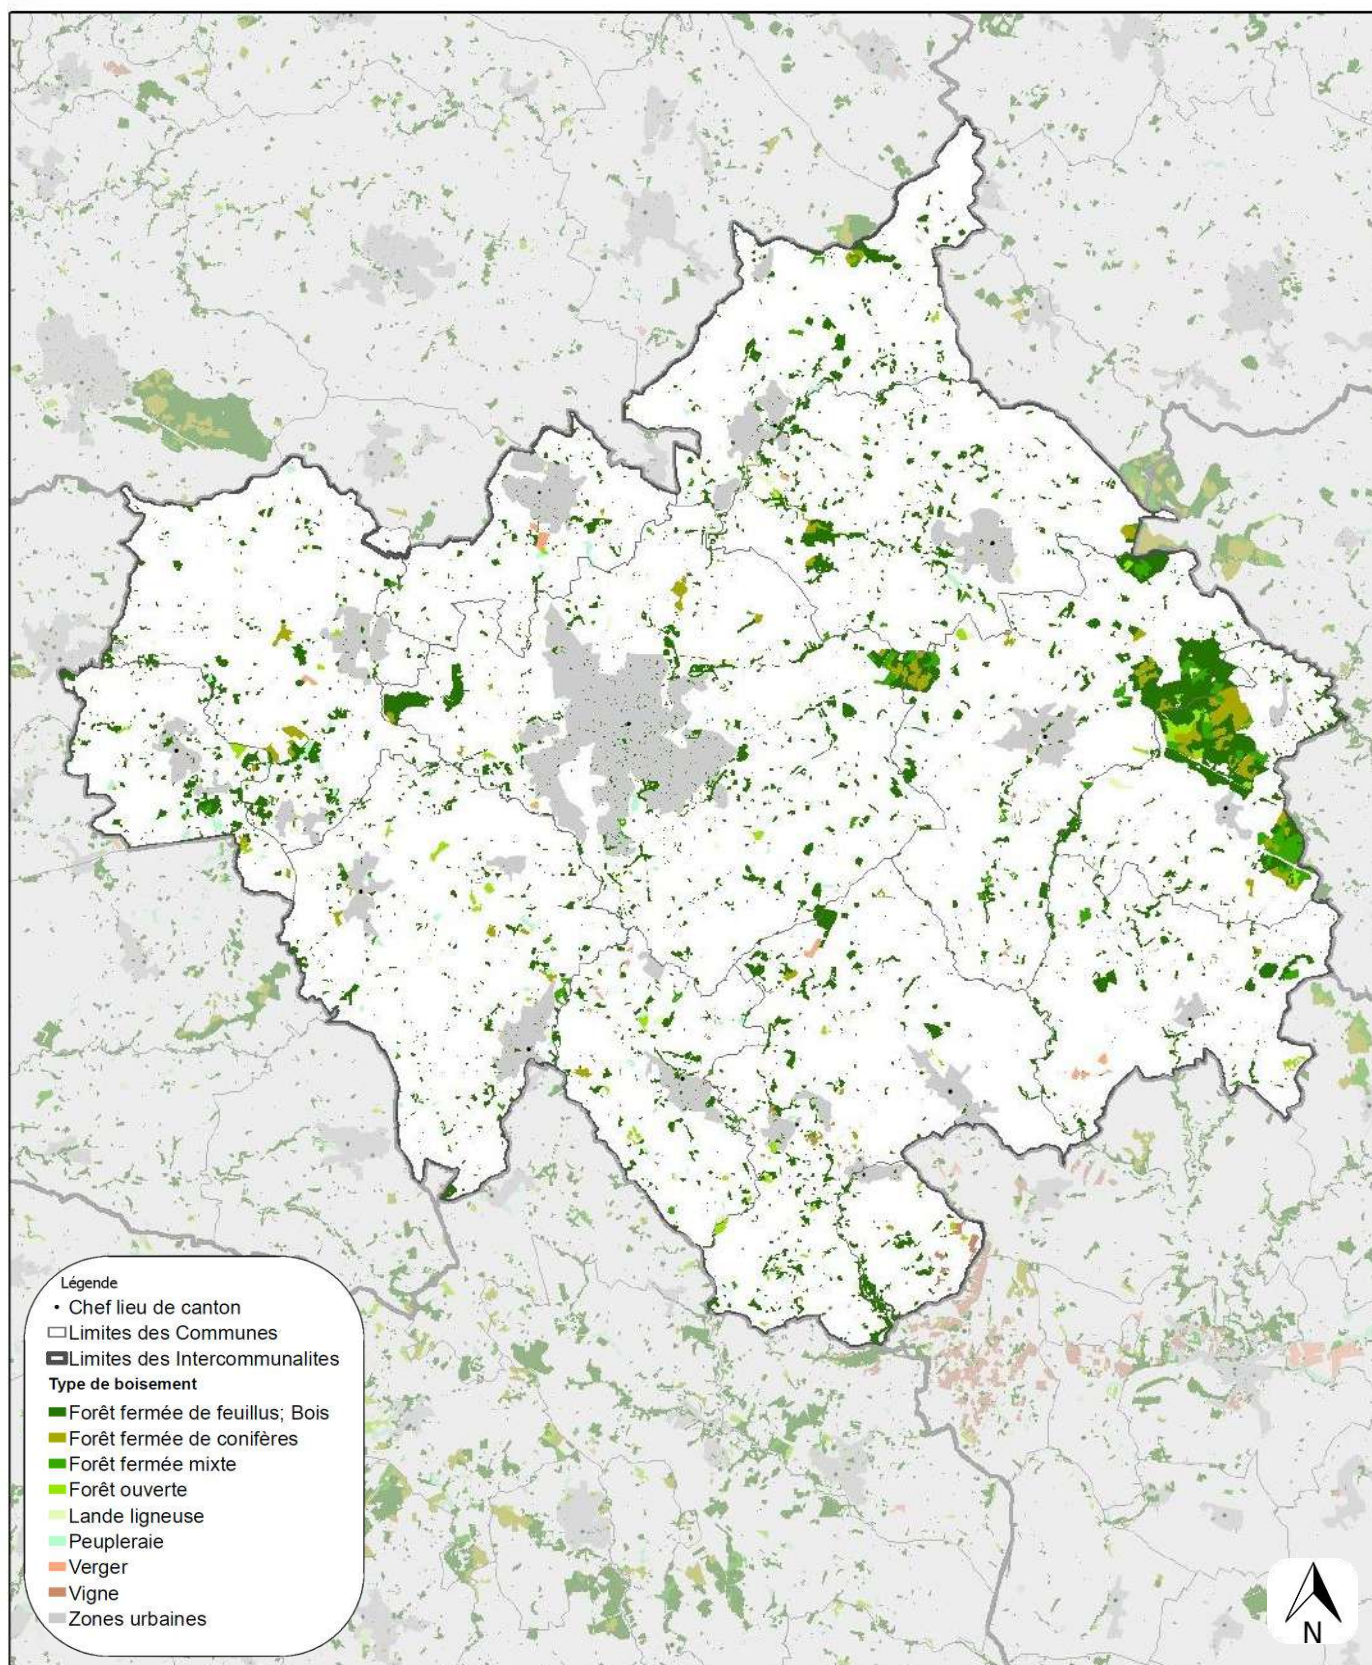 Légende
Chef lieu de canton
Limites des Communes
Limites des Intercommunalites
Type de boisement
Forêt fermée de feuillus; Bois
Forêt fermée de conifères
Forêt fermée mixte
Forêt ouverte
Lande ligneuse
Peupleraie
Verger
Vigne
Zones urbaines
N